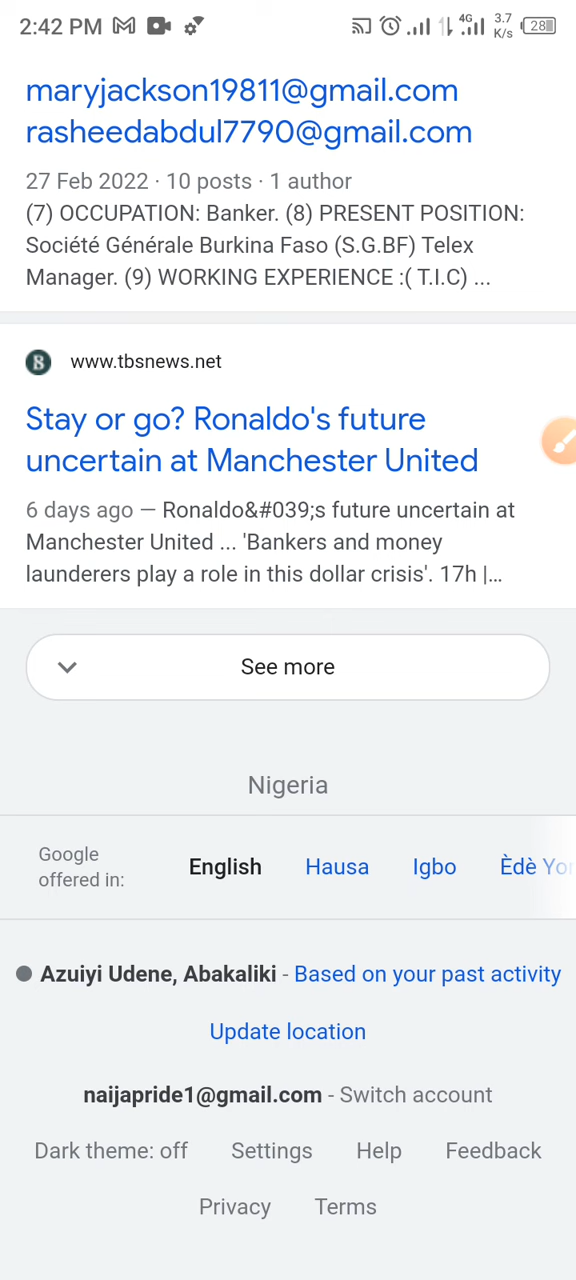 2:42 PM 4G 3.7 K/s 28
maryjackson19811@gmail.com
rasheedabdul7790@gmail.com
27 Feb 2022 · 10 posts · 1 author
(7) OCCUPATION: Banker. (8) PRESENT POSITION:
Société Générale Burkina Faso (S.G.BF) Telex
Manager. (9) WORKING EXPERIENCE :( T.I.C) ...
B www.tbsnews.net
Stay or go? Ronaldo's future
uncertain at Manchester United
6 days ago — Ronaldo&#039;s future uncertain at
Manchester United ... 'Bankers and money
launderers play a role in this dollar crisis'. 17h |...
See more
Nigeria
Google
offered in:
English Hausa Igbo Èdè Yo
Azuiyi Udene, Abakaliki - Based on your past activity
Update location
naijapride1@gmail.com - Switch account
Dark theme: off Settings Help Feedback
Privacy Terms